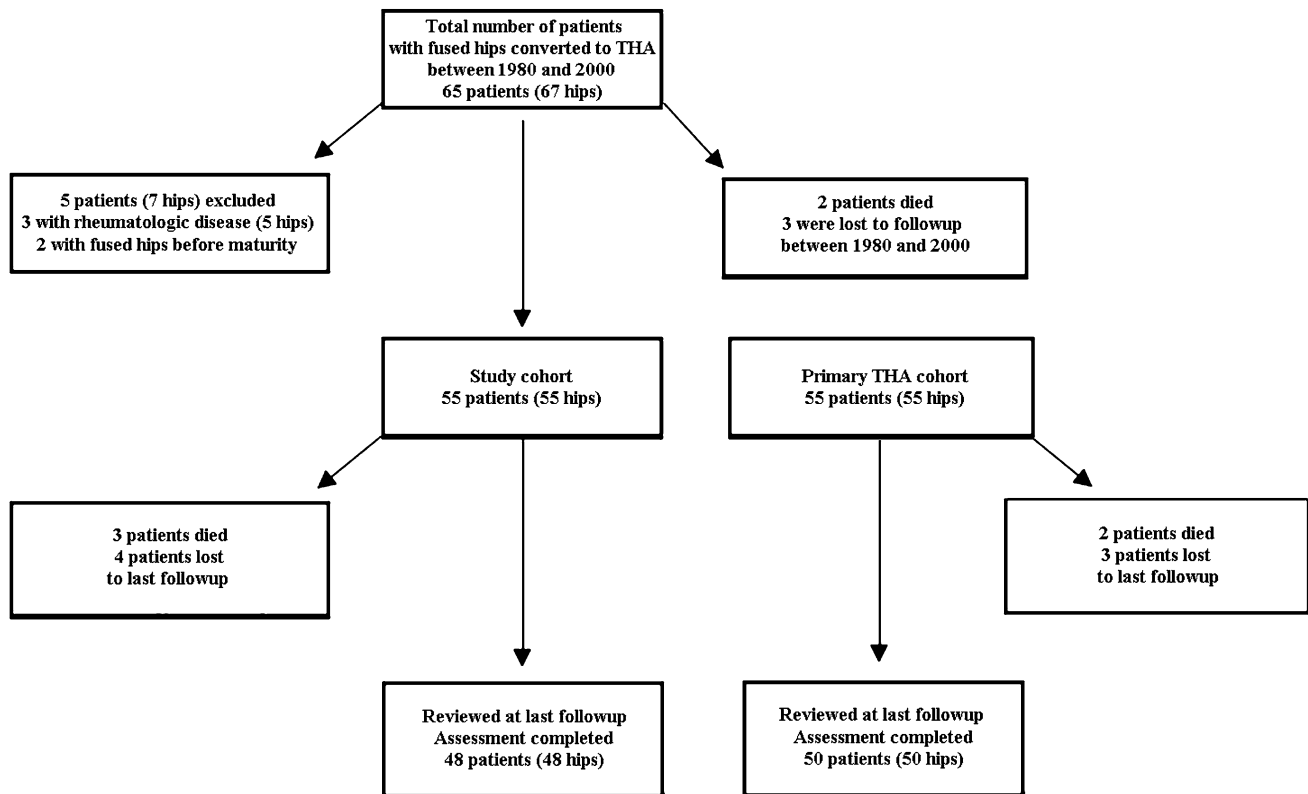 Total number of patients
with fused hips converted to THA
between 1980 and 2000
65 patients (67 hips)
5 patients (7 hips) excluded
3 with rheumatologic disease (5 hips)
2 with fused hips before maturity
2 patients died
3 were lost to followup
between 1980 and 2000
Study cohort
55 patients (55 hips)
Primary THA cohort
55 patients (55 hips)
3 patients died
4 patients lost
to last followup
2 patients died
3 patients lost
to last followup
Reviewed at last followup
Assessment completed
48 patients (48 hips)
Reviewed at last followup
Assessment completed
50 patients (50 hips)